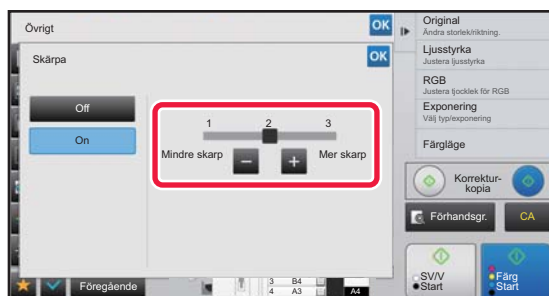 Övrigt
OK
Skärpa
OK
Off
On
1 2 3
Mindre skarp
Mer skarp
Föregående
3 B4
4 A3
A4
Original
Ändra storlek/riktning.
Ljusstyrka
Justera ljusstyrka
RGB
Justera tjocklek för RGB
Exponering
Välj typ/exponering
Färgläge
Korrektur-
kopia
Förhandsgr.
CA
SV/V
Start
Färg
Start